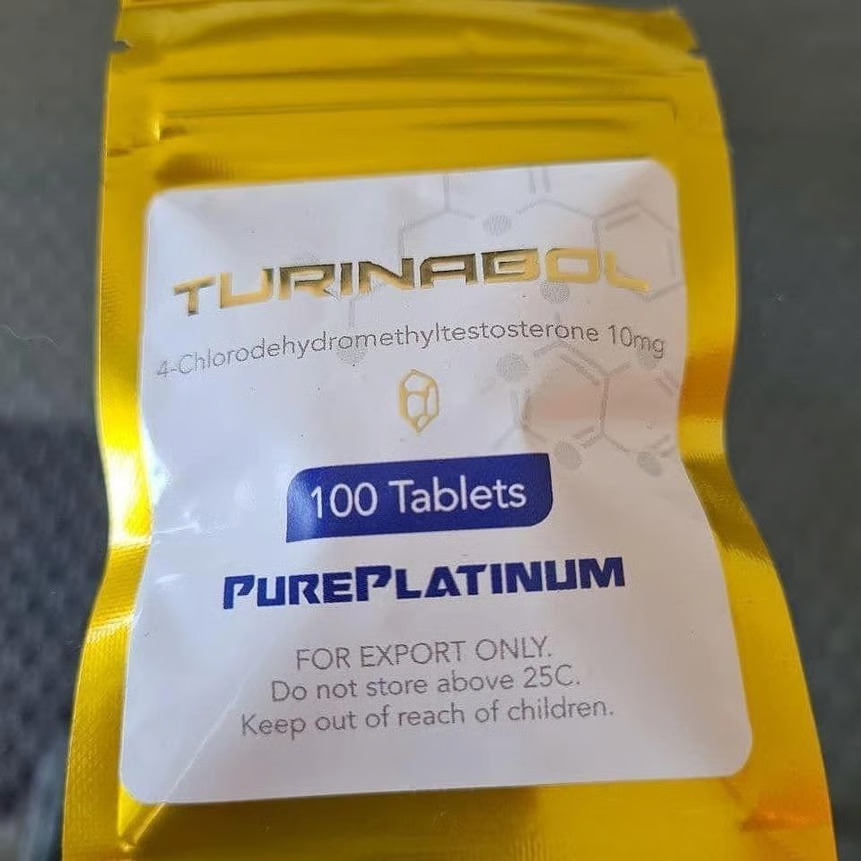 TURINABOL
4-Chlorodehydromethyltestosterone 10mg
100 Tablets
PUREPLATINUM
FOR EXPORT ONLY.
Do not store above 25C.
Keep out of reach of children.